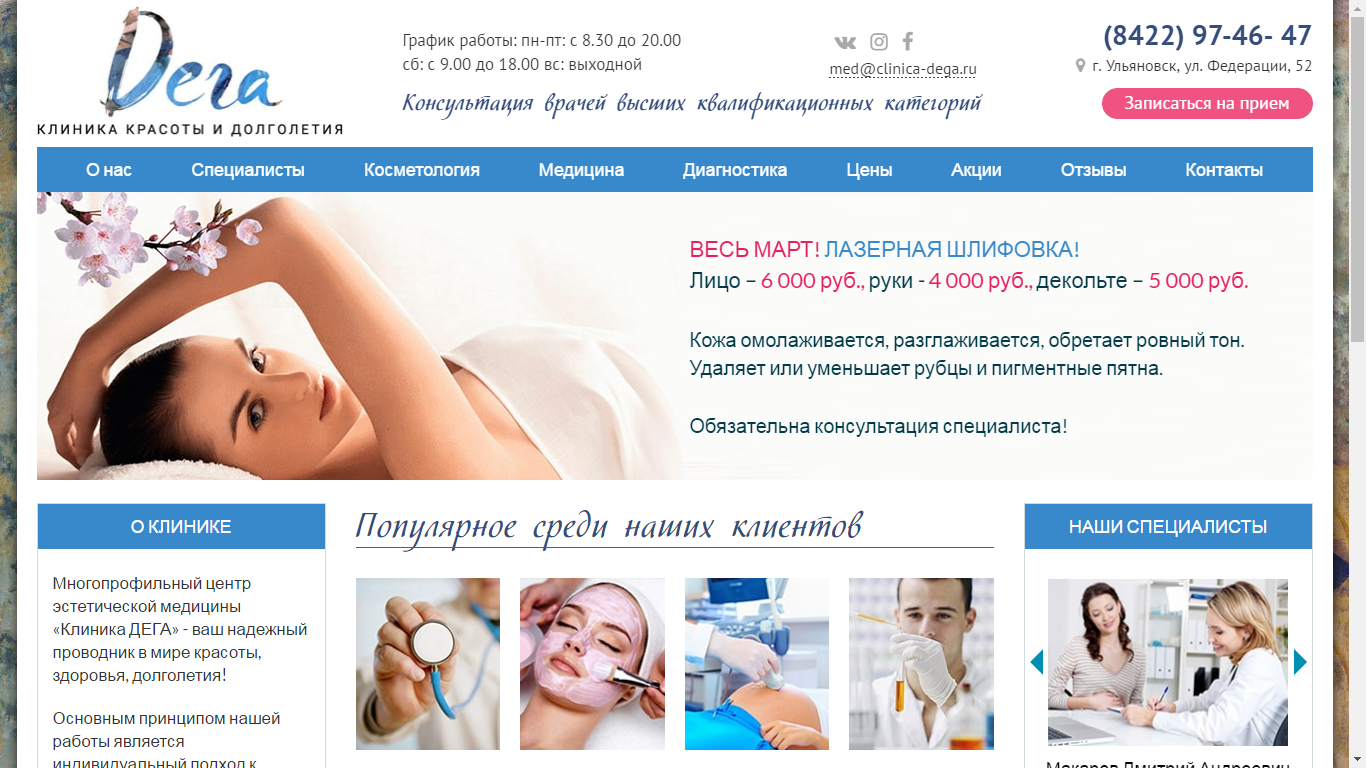 Дега
КЛИНИКА КРАСОТЫ И ДОЛГОЛЕТИЯ
График работы: пн-пт: с 8.30 до 20.00
сб: с 9.00 до 18.00 вс: выходной
Консультация врачей высших квалификационных категорий
med@clinica-dega.ru
(8422) 97-46- 47
г. Ульяновск, ул. Федерации, 52
Записаться на прием
О нас Специалисты Косметология Медицина Диагностика Цены Акции Отзывы Контакты
ВЕСЬ МАРТ! ЛАЗЕРНАЯ ШЛИФОВКА!
Лицо – 6 000 руб., руки - 4 000 руб., декольте – 5 000 руб.
Кожа омолаживается, разглаживается, обретает ровный тон.
Удаляет или уменьшает рубцы и пигментные пятна.
Обязательна консультация специалиста!
О КЛИНИКЕ
Многопрофильный центр
эстетической медицины
«Клиника ДЕГА» - ваш надежный
проводник в мире красоты,
здоровья, долголетия!
Основным принципом нашей
работы является
индивидуальный подход к
Популярное среди наших клиентов
НАШИ СПЕЦИАЛИСТЫ
Макаров Дмитрий Андреевич